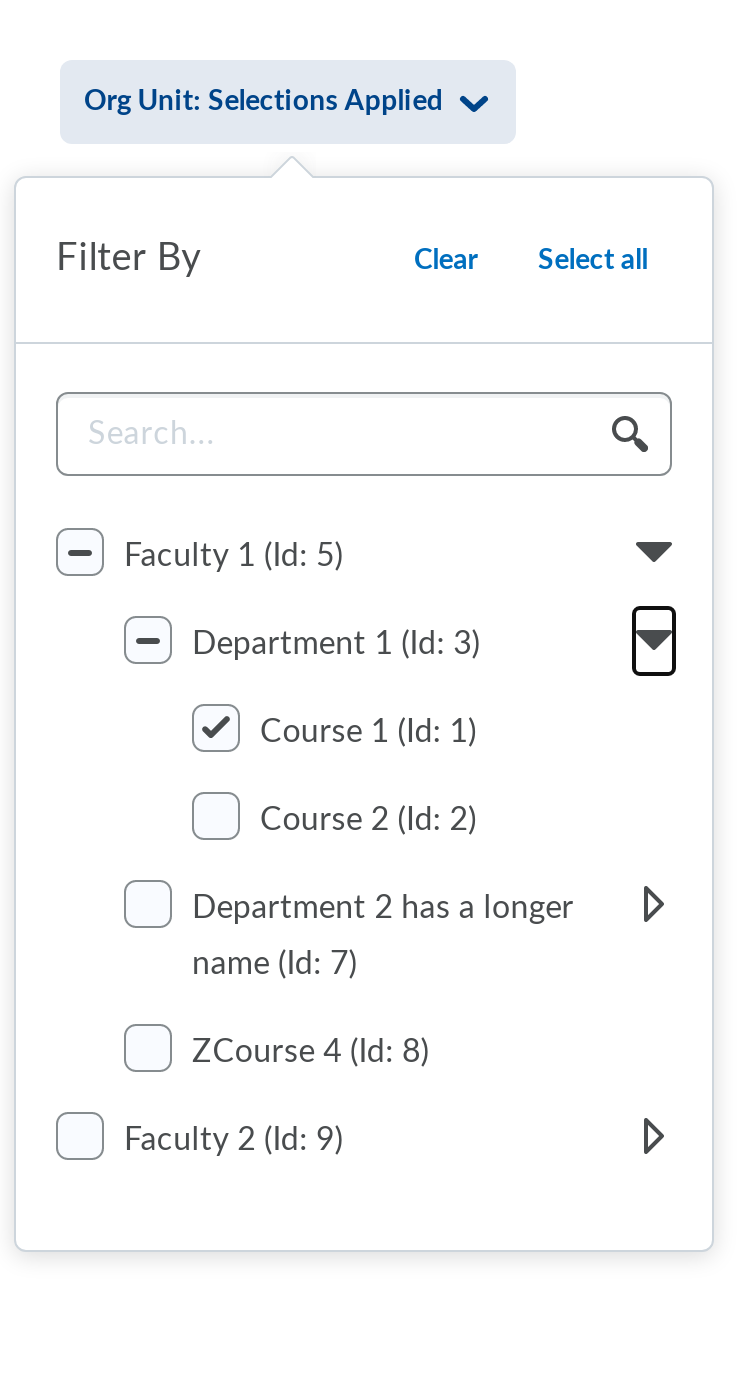 Org Unit: Selections Applied
Filter By
Clear
Select all
Search...
Faculty 1 (Id: 5)
Department 1 (Id: 3)
Course 1 (Id: 1)
Course 2 (Id: 2)
Department 2 has a longer
name (Id: 7)
ZCourse 4 (Id: 8)
Faculty 2 (Id: 9)